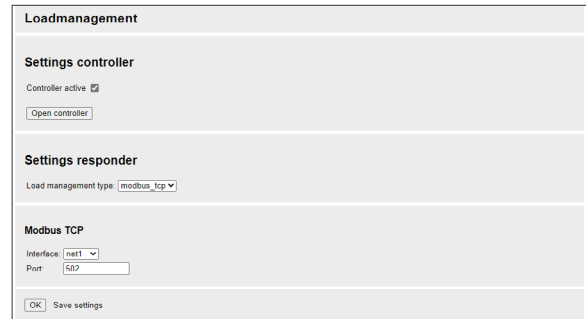 Loadmanagement
Settings controller
Controller active
Open controller
Settings responder
Load management type: modbus_tcp
Modbus TCP
Interface: net1
Port: 502
OK Save settings